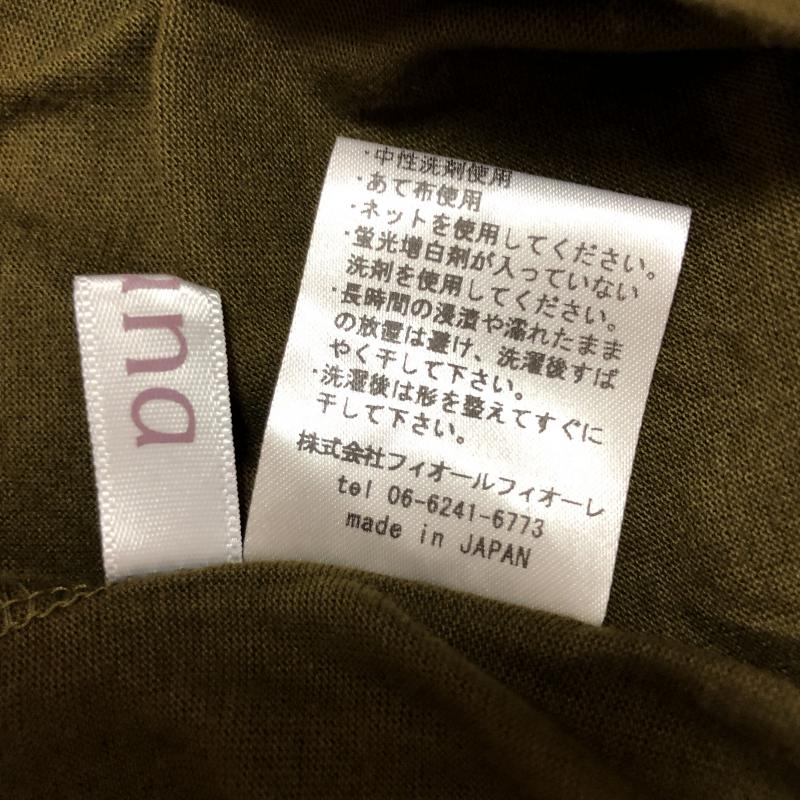 una
・中性洗剤使用
・あて布使用
・ネットを使用してください。
・蛍光増白剤が入っていない
洗剤を使用してください。
・長時間の浸漬や濡れたまま
の放置は避け、洗濯後すば
やく干して下さい。
・洗濯後は形を整えてすぐに
干して下さい。
株式会社フィオールフィオーレ
tel 06-6241-6773
made in JAPAN